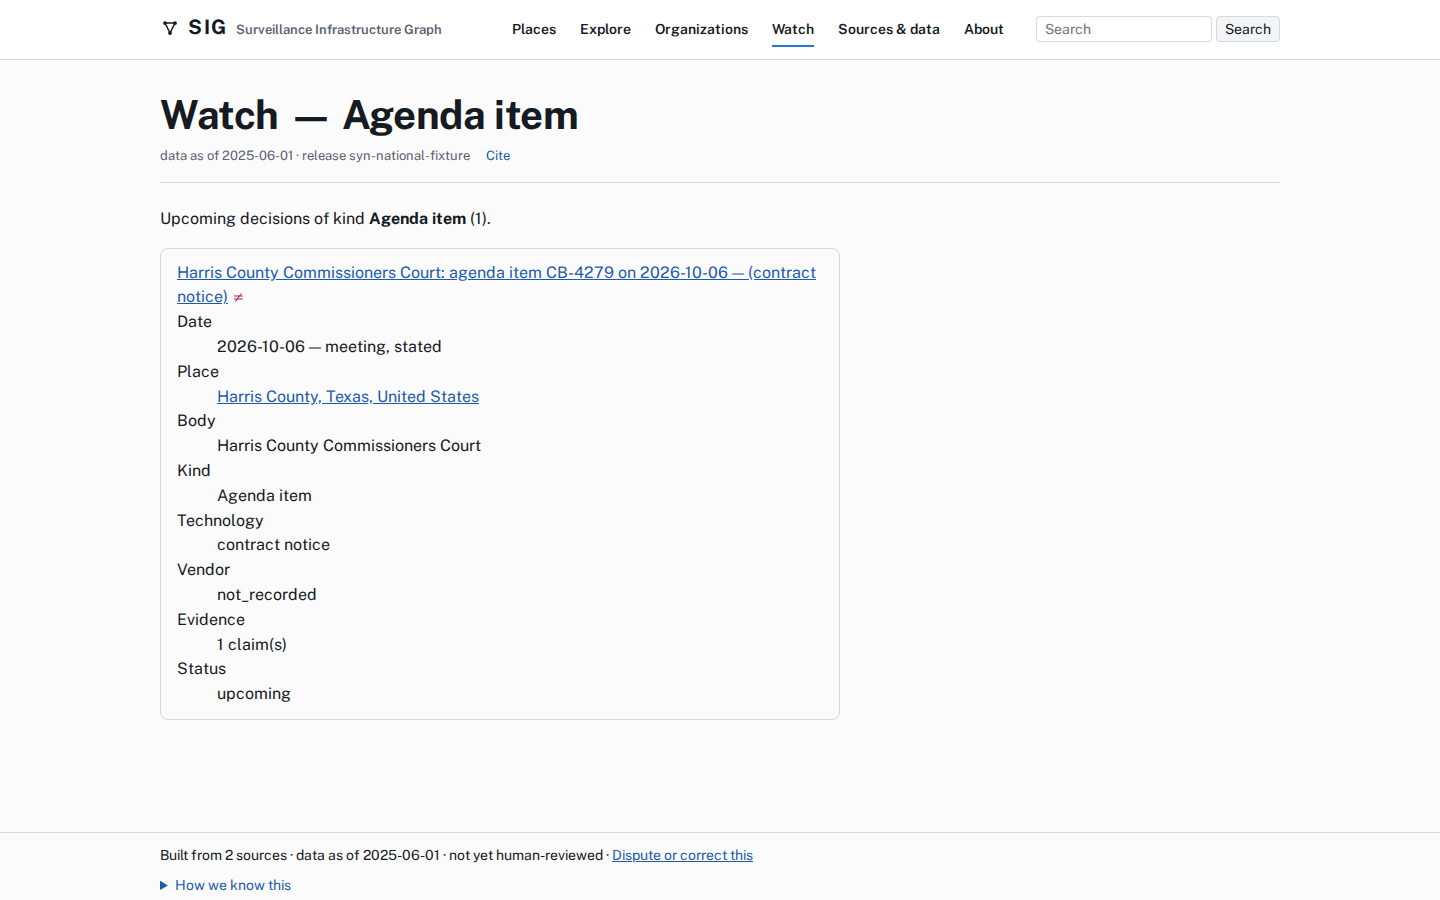 SIG Surveillance Infrastructure Graph
Places Explore Organizations Watch Sources & data About Search Search
Watch — Agenda item
data as of 2025-06-01 · release syn-national-fixture Cite
Upcoming decisions of kind Agenda item (1).
Harris County Commissioners Court: agenda item CB-4279 on 2026-10-06 — (contract
notice) ≠
Date
2026-10-06 — meeting, stated
Place
Harris County, Texas, United States
Body
Harris County Commissioners Court
Kind
Agenda item
Technology
contract notice
Vendor
not_recorded
Evidence
1 claim(s)
Status
upcoming
Built from 2 sources · data as of 2025-06-01 · not yet human-reviewed · Dispute or correct this
▶ How we know this